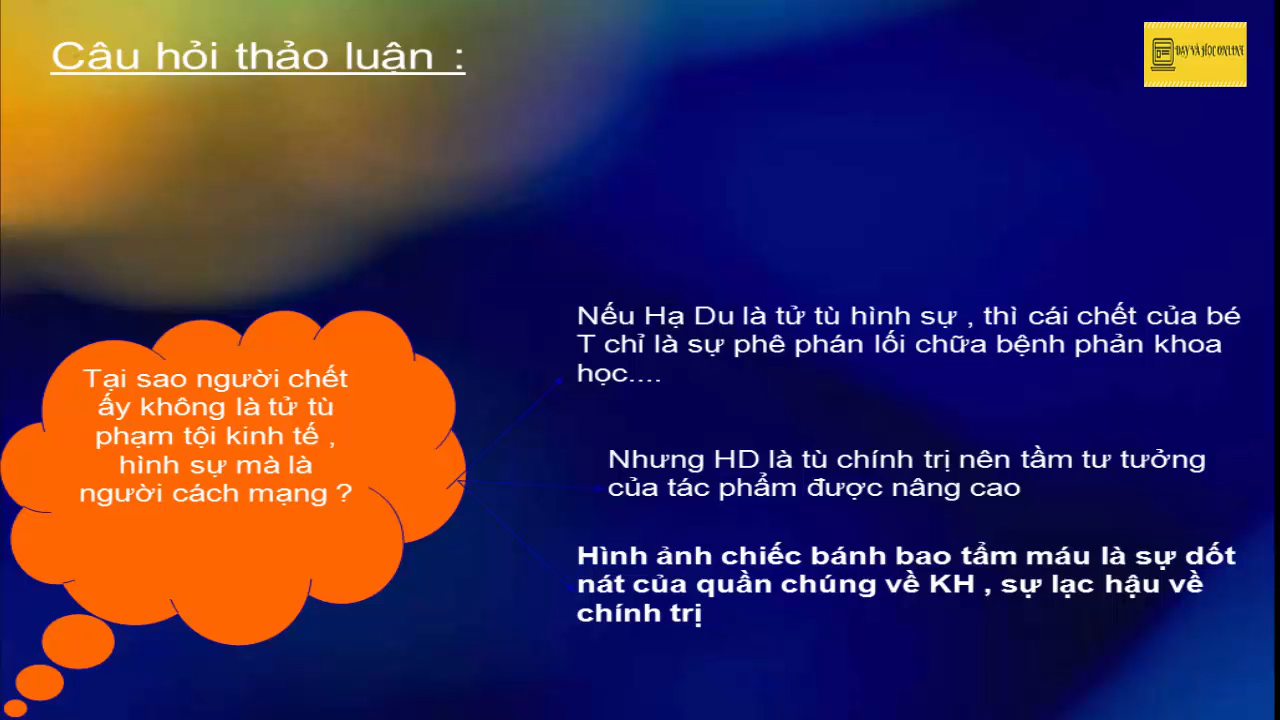 Câu hỏi thảo luận :
DẠY VÀ HỌC ONLINE
Tại sao người chết
ấy không là tử tù
phạm tội kinh tế ,
hình sự mà là
người cách mạng ?
Nếu Hạ Du là tử tù hình sự , thì cái chết của bé
T chỉ là sự phê phán lối chữa bệnh phản khoa
học....
Nhưng HD là tù chính trị nên tầm tư tưởng
của tác phẩm được nâng cao
Hình ảnh chiếc bánh bao tẩm máu là sự dốt
nát của quần chúng về KH , sự lạc hậu về
chính trị